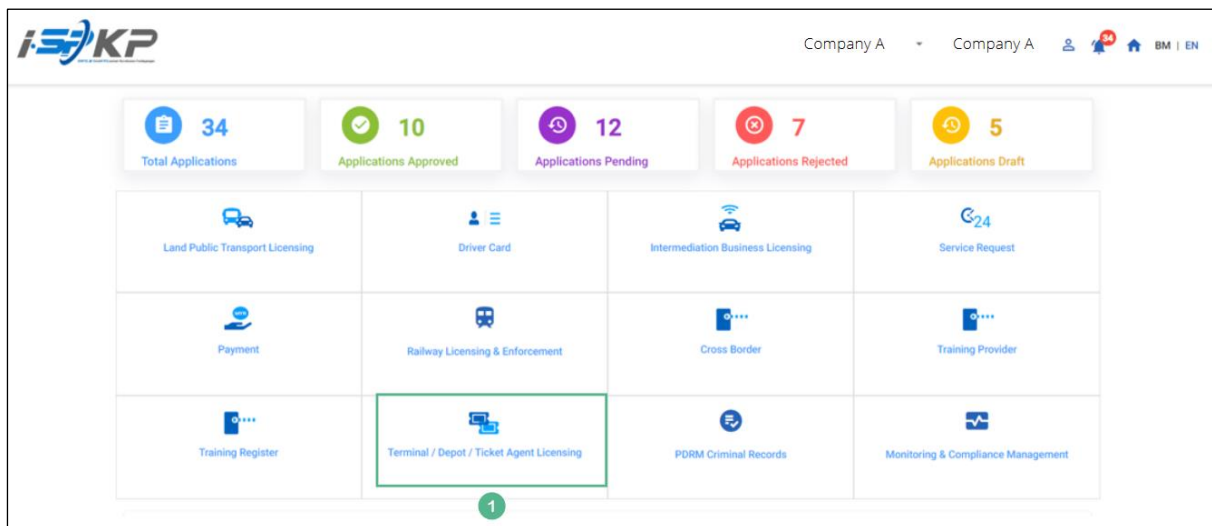 i-SPKP
Company A Company A 34 BM | EN
34 10 12 7 5
Total Applications Applications Approved Applications Pending Applications Rejected Applications Draft
24
Land Public Transport Licensing Driver Card Intermediation Business Licensing Service Request
Payment Railway Licensing & Enforcement Cross Border Training Provider
Training Register Terminal / Depot / Ticket Agent Licensing PDRM Criminal Records Monitoring & Compliance Management
1